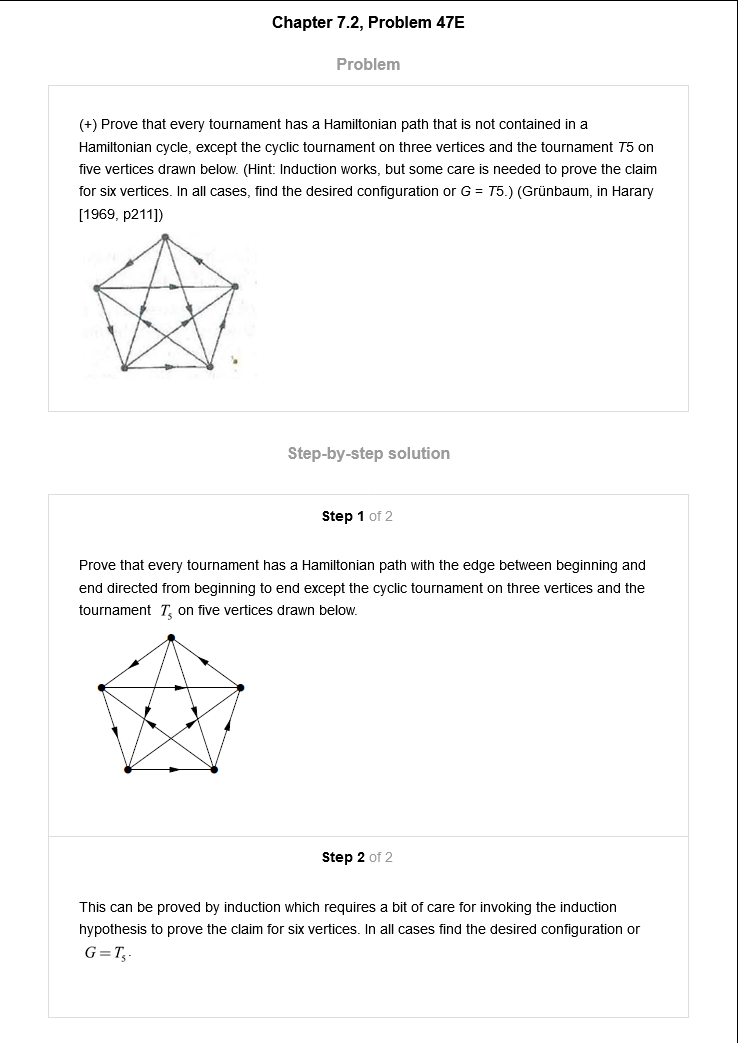 Chapter 7.2, Problem 47E
Problem
(+) Prove that every tournament has a Hamiltonian path that is not contained in a
Hamiltonian cycle, except the cyclic tournament on three vertices and the tournament T5 on
five vertices drawn below. (Hint: Induction works, but some care is needed to prove the claim
for six vertices. In all cases, find the desired configuration or G = T5.) (Grünbaum, in Harary
[1969, p211])
Step-by-step solution
Step 1 of 2
Prove that every tournament has a Hamiltonian path with the edge between beginning and
end directed from beginning to end except the cyclic tournament on three vertices and the
tournament T₅ on five vertices drawn below.
Step 2 of 2
This can be proved by induction which requires a bit of care for invoking the induction
hypothesis to prove the claim for six vertices. In all cases find the desired configuration or
G = T₅.